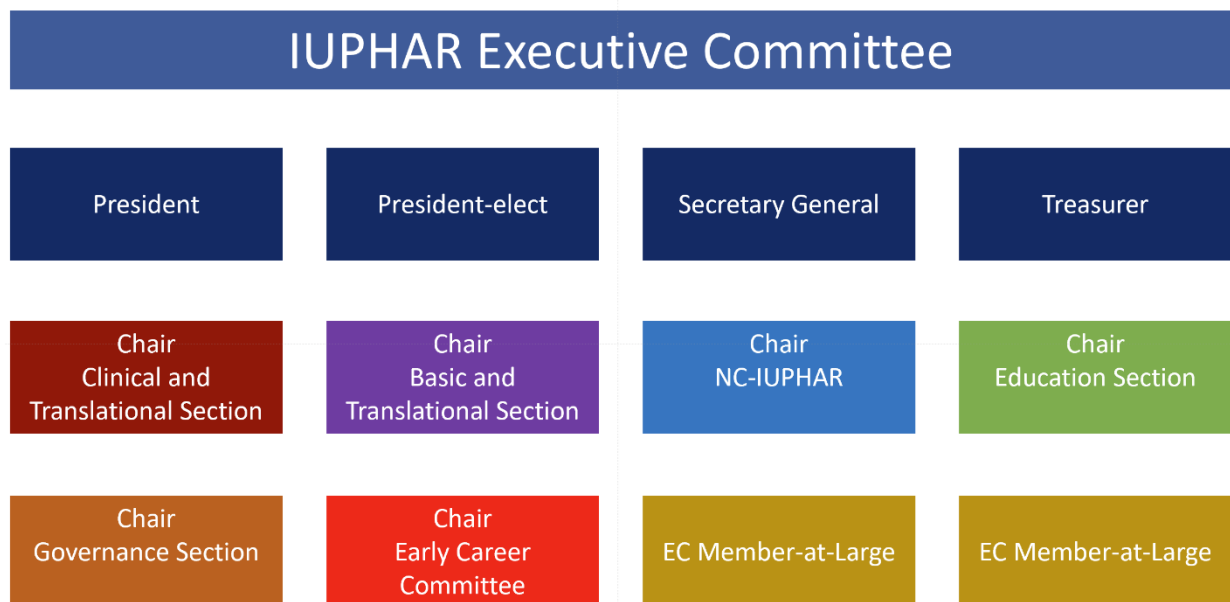 IUPHAR Executive Committee
President
President-elect
Secretary General
Treasurer
Chair
Clinical and
Translational Section
Chair
Basic and
Translational Section
Chair
NC-IUPHAR
Chair
Education Section
Chair
Governance Section
Chair
Early Career
Committee
EC Member-at-Large
EC Member-at-Large